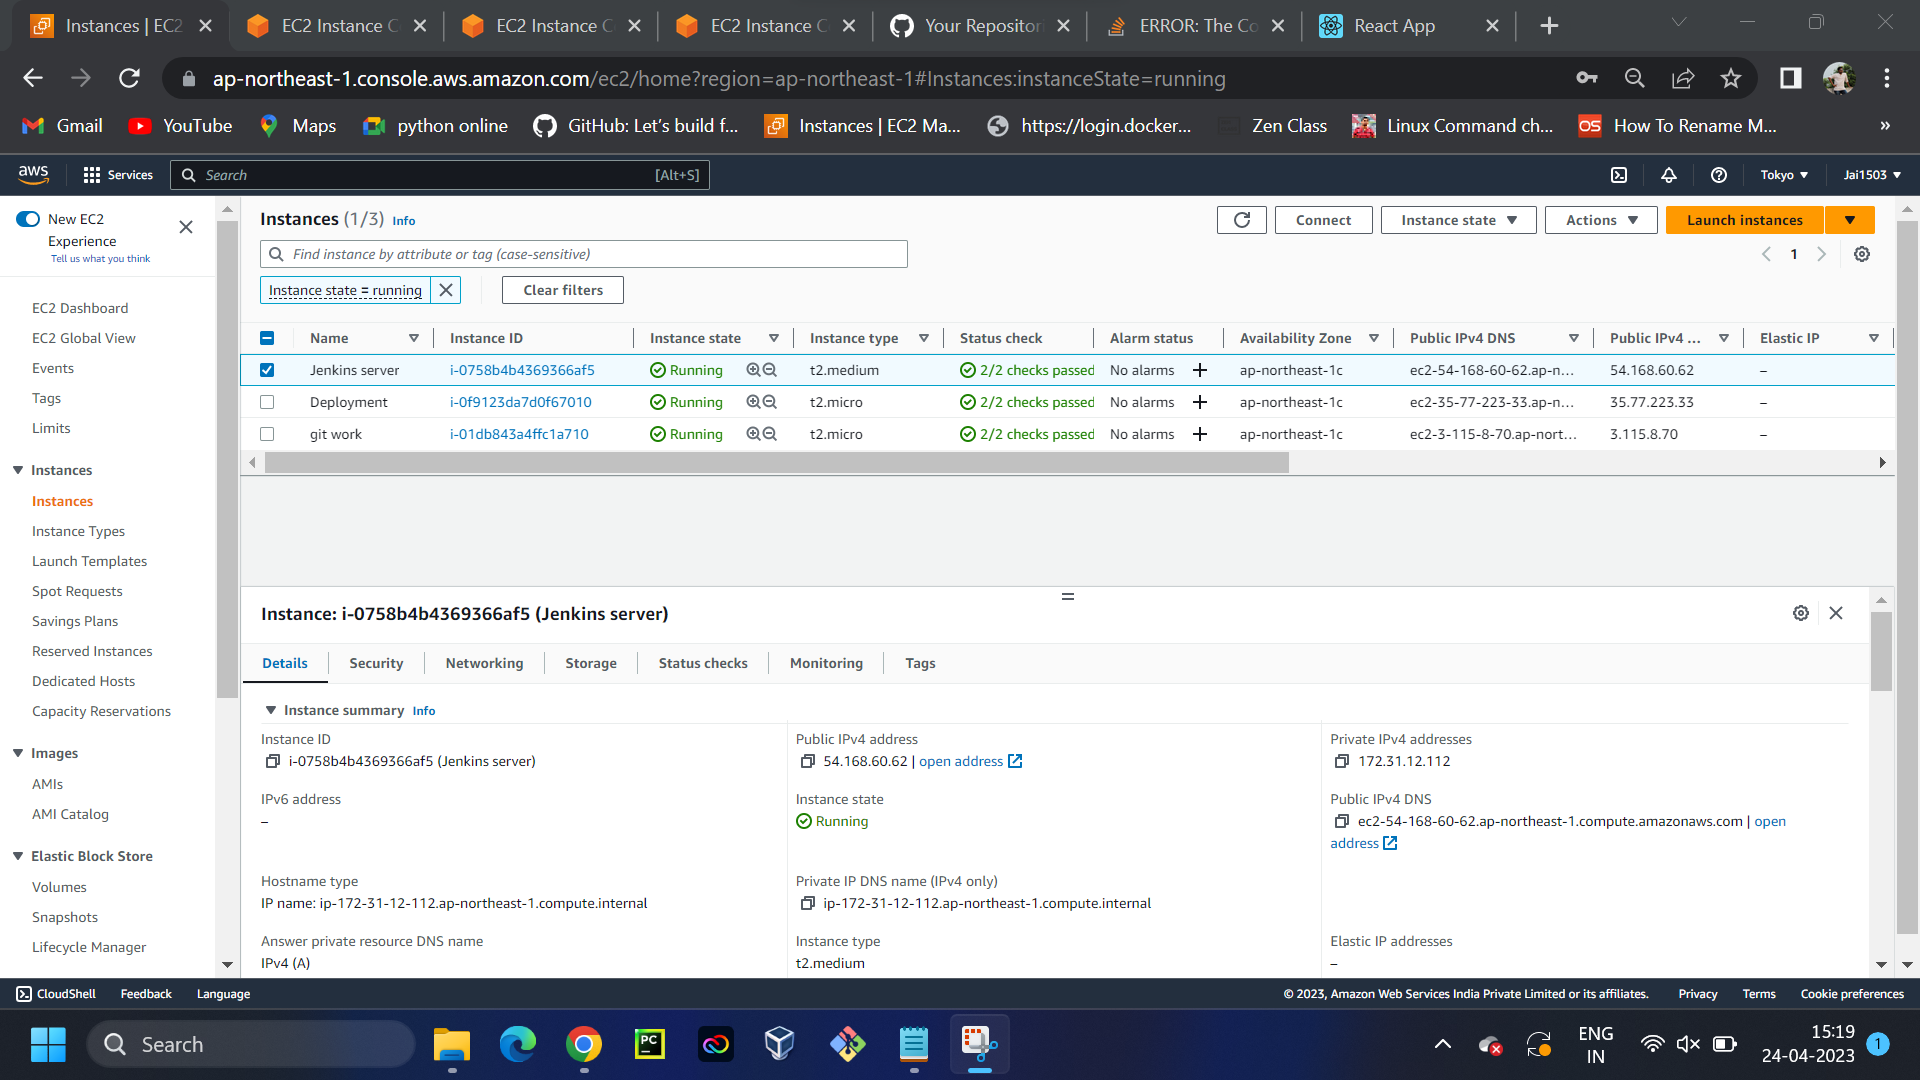 Instances | EC2
EC2 Instance C
EC2 Instance C
EC2 Instance C
Your Repositori
ERROR: The Co
React App
ap-northeast-1.console.aws.amazon.com/ec2/home?region=ap-northeast-1#Instances:instanceState=running
Gmail
YouTube
Maps
python online
GitHub: Let's build f...
Instances | EC2 Ma...
https://login.docker...
Zen Class
OS
Linux Command ch...
How To Rename M...
»
aws
Services
Search
[Alt+S]
Tokyo
Jai1503
New EC2
Experience
Tell us what you think
EC2 Dashboard
EC2 Global View
Events
Tags
Limits
Instances
Instances
Instance Types
Launch Templates
Spot Requests
Savings Plans
Reserved Instances
Dedicated Hosts
Capacity Reservations
Images
AMIs
AMI Catalog
Elastic Block Store
Volumes
Snapshots
Lifecycle Manager
Instances (1/3) Info
Connect
Instance state
Actions
Launch instances
Find instance by attribute or tag (case-sensitive)
1
Instance state = running
Clear filters
Name Instance ID Instance state Instance type Status check Alarm status Availability Zone Public IPv4 DNS Public IPv4 ... Elastic IP
Jenkins server i-0758b4b4369366af5 Running t2.medium 2/2 checks passed No alarms + ap-northeast-1c ec2-54-168-60-62.ap-n... 54.168.60.62 –
Deployment i-0f9123da7d0f67010 Running t2.micro 2/2 checks passed No alarms + ap-northeast-1c ec2-35-77-223-33.ap-n... 35.77.223.33 –
git work i-01db843a4ffc1a710 Running t2.micro 2/2 checks passed No alarms + ap-northeast-1c ec2-3-115-8-70.ap-nort... 3.115.8.70 –
Instance: i-0758b4b4369366af5 (Jenkins server)
Details
Security
Networking
Storage
Status checks
Monitoring
Tags
Instance summary Info
Instance ID
i-0758b4b4369366af5 (Jenkins server)
Public IPv4 address
54.168.60.62 | open address
Private IPv4 addresses
172.31.12.112
IPv6 address
–
Instance state
Running
Public IPv4 DNS
ec2-54-168-60-62.ap-northeast-1.compute.amazonaws.com | open
address
Hostname type
IP name: ip-172-31-12-112.ap-northeast-1.compute.internal
Private IP DNS name (IPv4 only)
ip-172-31-12-112.ap-northeast-1.compute.internal
Answer private resource DNS name
IPv4 (A)
Instance type
t2.medium
Elastic IP addresses
–
CloudShell
Feedback
Language
© 2023, Amazon Web Services India Private Limited or its affiliates.
Privacy
Terms
Cookie preferences
Search
PC
ENG
IN
15:19
24-04-2023
1